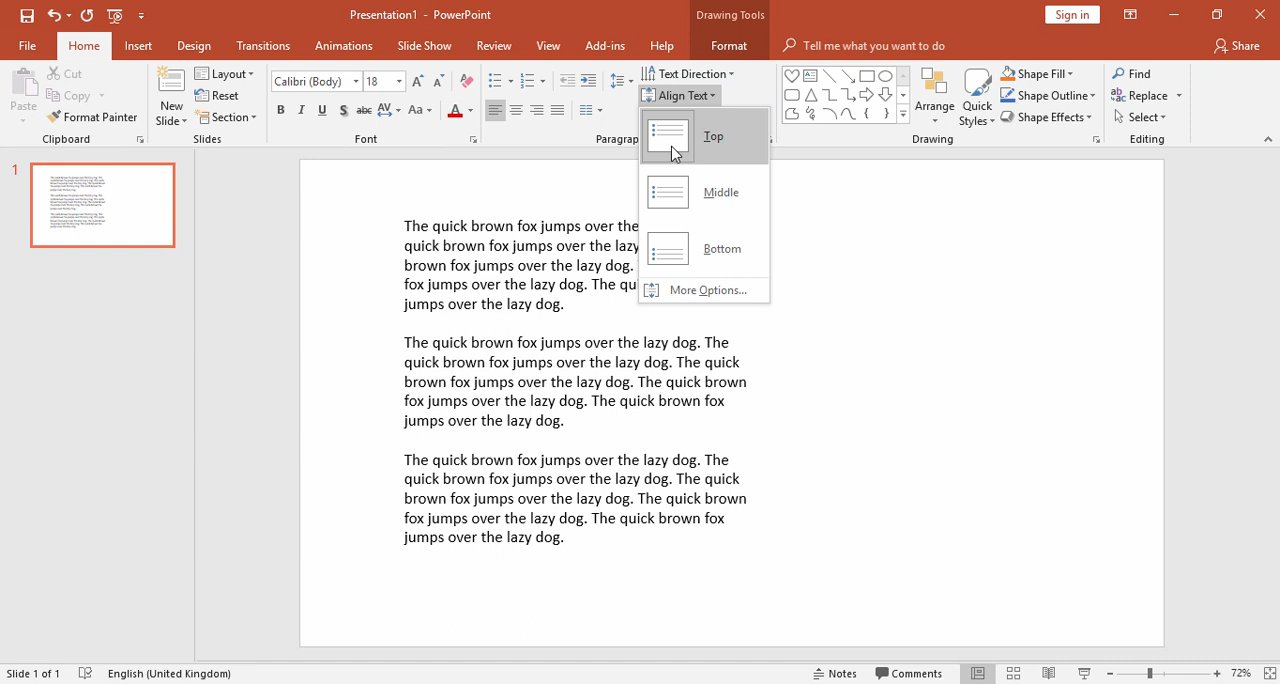 Presentation1 - PowerPoint
Drawing Tools
Sign in
File Home Insert Design Transitions Animations Slide Show Review View Add-ins Help Format Tell me what you want to do Share
Paste
Cut
Copy
Format Painter
Clipboard
New Slide
Layout
Reset
Section
Slides
Calibri (Body) 18
B I U S abc AV Aa A
Font
Text Direction
Align Text
Paragrap
Top
Middle
Bottom
More Options...
Arrange
Quick Styles
Shape Fill
Shape Outline
Shape Effects
Drawing
Find
Replace
Select
Editing
1
The quick brown fox jumps over the
quick brown fox jumps over the lazy
brown fox jumps over the lazy dog.
fox jumps over the lazy dog. The qu
jumps over the lazy dog.
The quick brown fox jumps over the lazy dog. The
quick brown fox jumps over the lazy dog. The quick
brown fox jumps over the lazy dog. The quick brown
fox jumps over the lazy dog. The quick brown fox
jumps over the lazy dog.
The quick brown fox jumps over the lazy dog. The
quick brown fox jumps over the lazy dog. The quick
brown fox jumps over the lazy dog. The quick brown
fox jumps over the lazy dog. The quick brown fox
jumps over the lazy dog.
Slide 1 of 1 English (United Kingdom) Notes Comments 72%